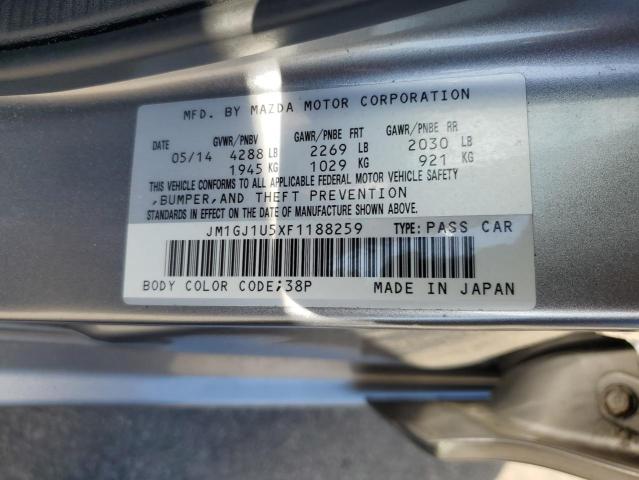 MFD. BY MAZDA MOTOR CORPORATION
DATE GVWR/PNBV GAWR/PNBE FRT GAWR/PNBE RR
05/14 4288 LB 2269 LB 2030 LB
1945 KG 1029 KG 921 KG
THIS VEHICLE CONFORMS TO ALL APPLICABLE FEDERAL MOTOR VEHICLE SAFETY
,BUMPER,AND THEFT PREVENTION
STANDARDS IN EFFECT ON THE DATE OF MANUFACTURE SHOWN ABOVE.
JM1GJ1U5XF1188259 TYPE: PASS CAR
BODY COLOR CODE:38P MADE IN JAPAN